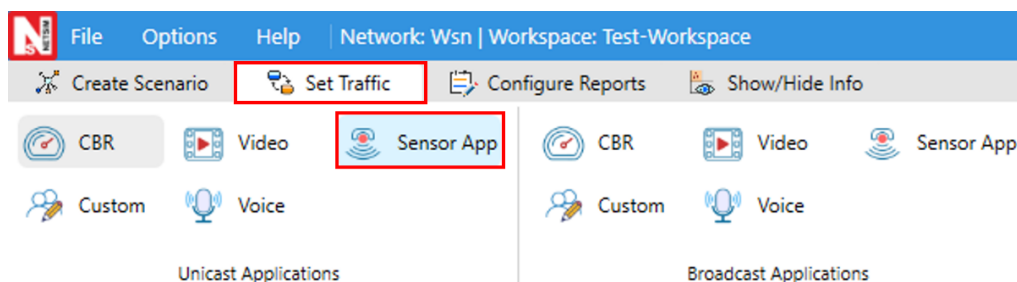 NETSIM File Options Help Network: Wsn | Workspace: Test-Workspace
Create Scenario Set Traffic Configure Reports Show/Hide Info
CBR Video Sensor App CBR Video Sensor App
Custom Voice Custom Voice
Unicast Applications Broadcast Applications